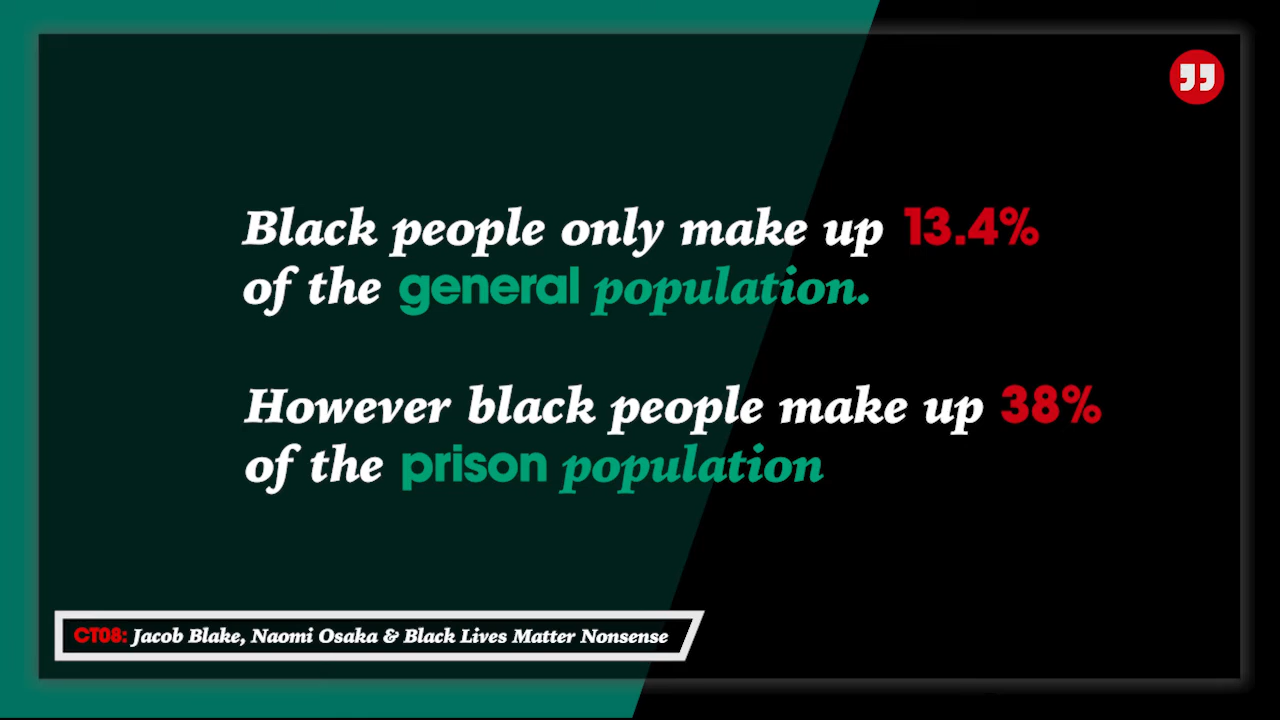 Black people only make up 13.4%
of the general population.
However black people make up 38%
of the prison population
CT08: Jacob Blake, Naomi Osaka & Black Lives Matter Nonsense